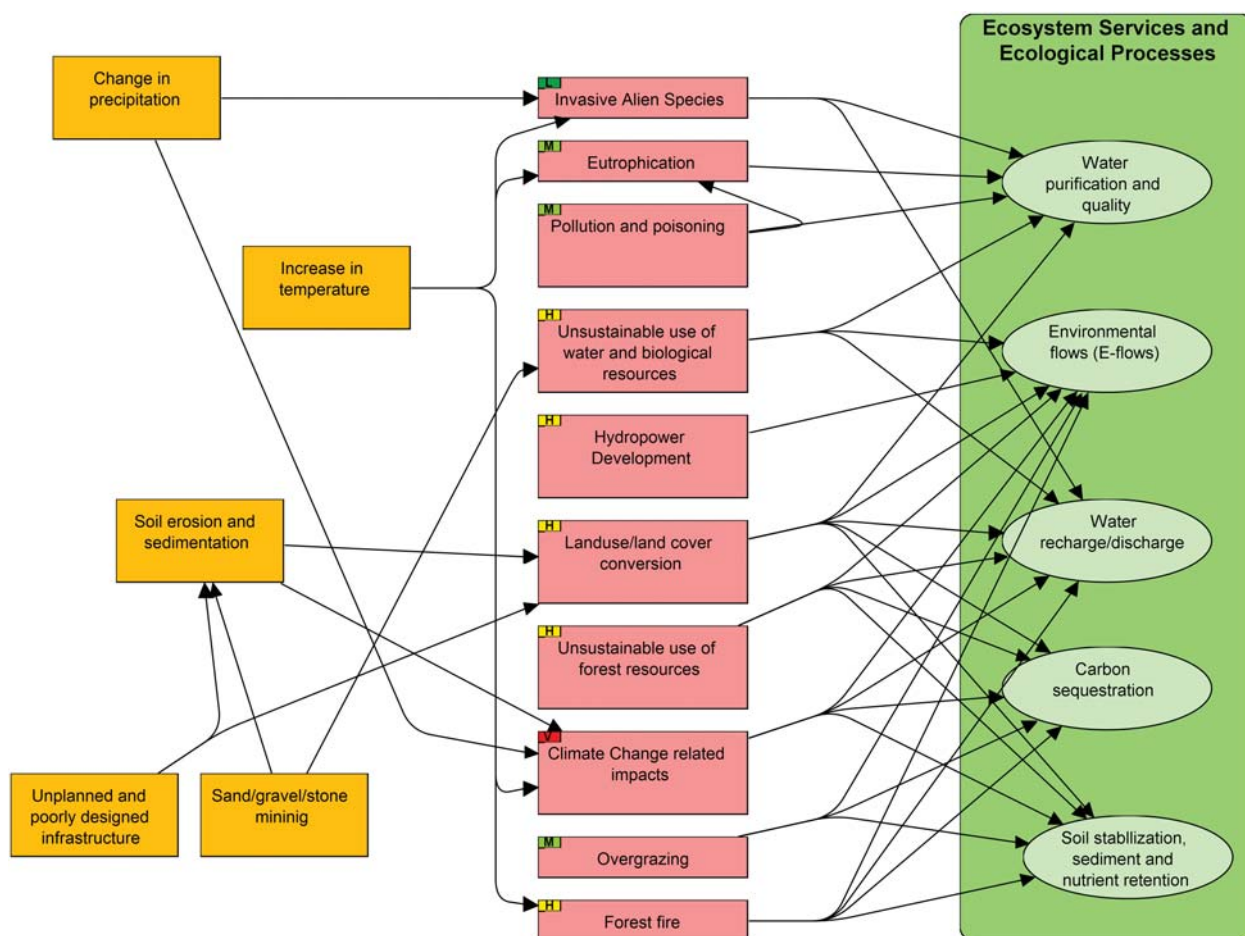 Ecosystem Services and
Ecological Processes
Change in
precipitation
L
Invasive Alien Species
M
Eutrophication
Water
purification and
quality
M
Pollution and poisoning
Increase in
temperature
H
Unsustainable use of
water and biological
resources
Environmental
flows (E-flows)
H
Hydropower
Development
Soil erosion and
sedimentation
H
Landuse/land cover
conversion
Water
recharge/discharge
H
Unsustainable use of
forest resources
Carbon
sequestration
V
Climate Change related
impacts
Unplanned and
poorly designed
infrastructure
Sand/gravel/stone
mininig
M
Overgrazing
Soil stabllization,
sediment and
nutrient retention
H
Forest fire